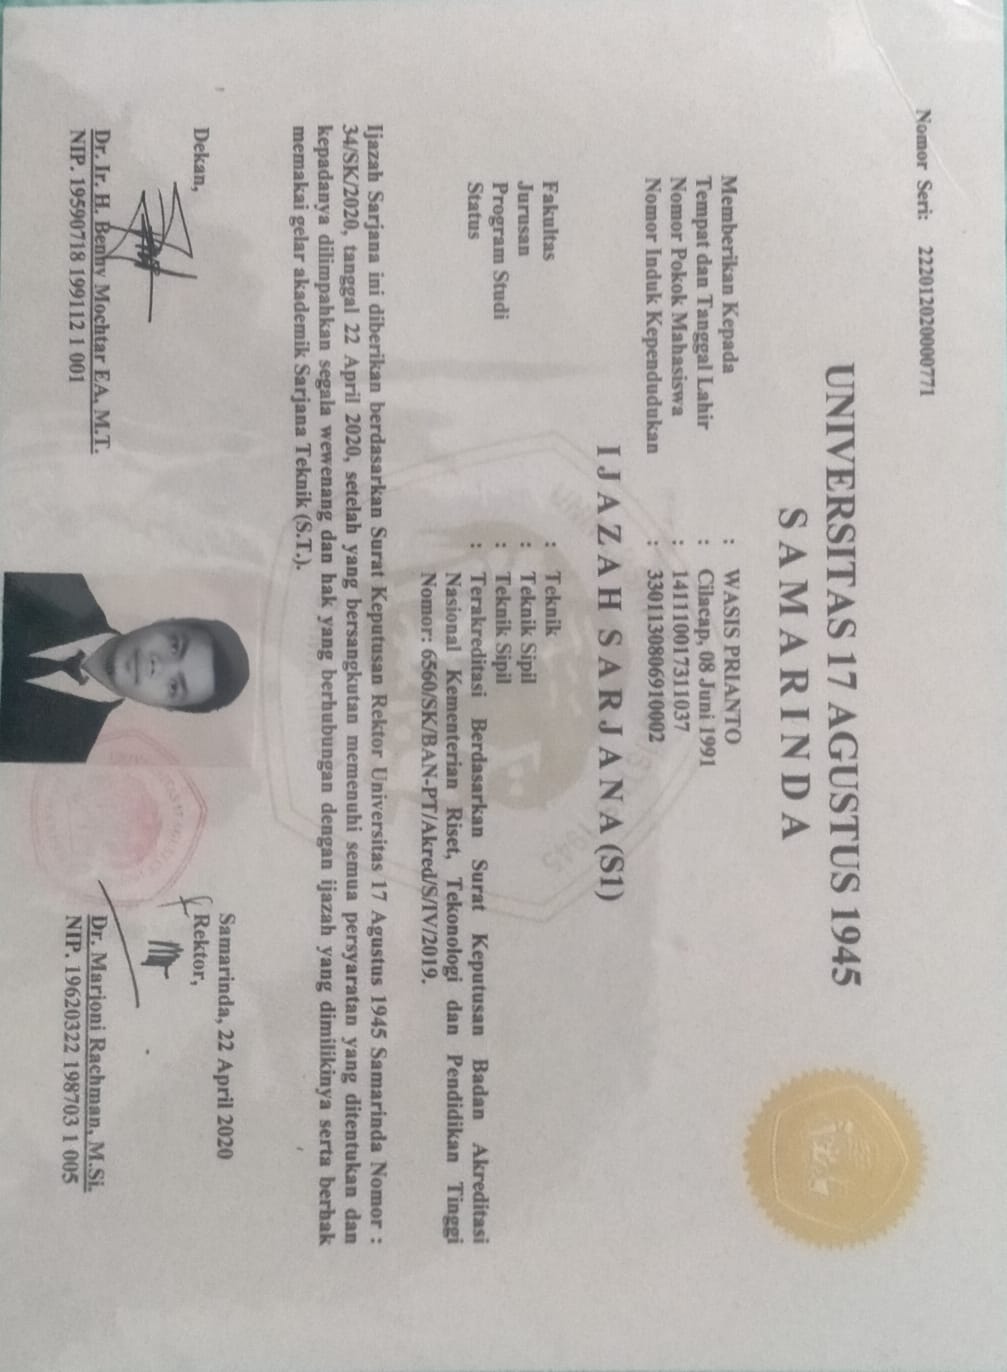 Nomor Seri: 222012020000771
UNIVERSITAS 17 AGUSTUS 1945
SAMARINDA
Memberikan Kepada : WASIS PRIANTO
Tempat dan Tanggal Lahir : Cilacap, 08 Juni 1991
Nomor Pokok Mahasiswa : 14.111001.7311.037
Nomor Induk Kependudukan : 3301130806910002
IJAZAH SARJANA (S1)
Fakultas : Teknik
Jurusan : Teknik Sipil
Program Studi : Teknik Sipil
Status : Terakreditasi Berdasarkan Surat Keputusan Badan Akreditasi
Nasional Kementerian Riset, Tekonologi dan Pendidikan Tinggi
Nomor: 6560/SK/BAN-PT/Akred/S/IV/2019.
Ijazah Sarjana ini diberikan berdasarkan Surat Keputusan Rektor Universitas 17 Agustus 1945 Samarinda Nomor :
34/SK/2020, tanggal 22 April 2020, setelah yang bersangkutan memenuhi semua persyaratan yang ditentukan dan
kepadanya dilimpahkan segala wewenang dan hak yang berhubungan dengan ijazah yang dimilikinya serta berhak
memakai gelar akademik Sarjana Teknik (S.T.).
Samarinda, 22 April 2020
Dekan,
Rektor,
Dr. Ir. H. Benny Mochtar EA, M.T.
NIP. 19590718 199112 1 001
Dr. Marjoni Rachman, M.Si.
NIP. 19620322 198703 1 005
1945